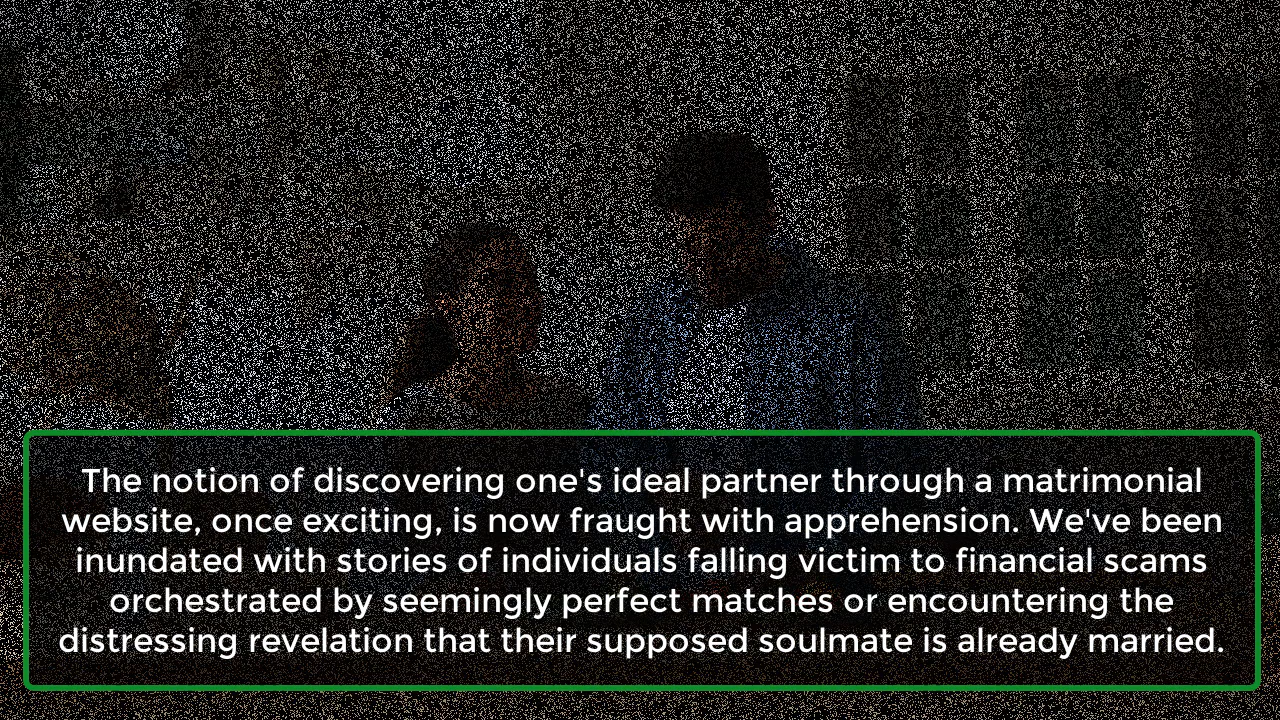 The notion of discovering one's ideal partner through a matrimonial
website, once exciting, is now fraught with apprehension. We've been
inundated with stories of individuals falling victim to financial scams
orchestrated by seemingly perfect matches or encountering the
distressing revelation that their supposed soulmate is already married.